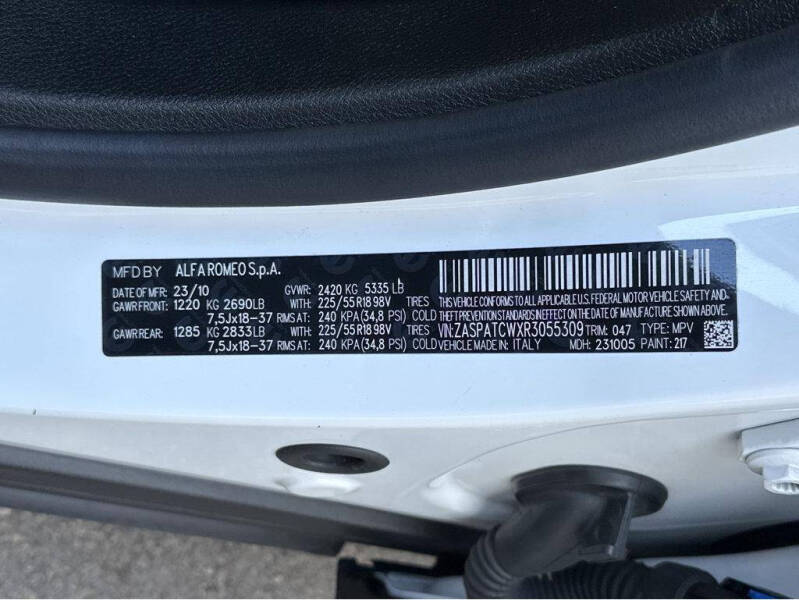 MFD BY ALFA ROMEO S.p.A.
DATE OF MFR 23/10 GVWR: 2420 KG 5335 LB
GAWR FRONT: 1220 KG 2690LB WITH: 225/55R18 98V TIRES
7,5Jx18-37 RIMS AT: 240 KPA (34,8 PSI) COLD
GAWR REAR: 1285 KG 2833LB WITH: 225/55R18 98V TIRES
7,5Jx18-37 RIMS AT: 240 KPA (34,8 PSI) COLD
THIS VEHICLE CONFORMS TO ALL APPLICABLE U.S.A. FEDERAL MOTOR VEHICLE SAFETY AND
THEFT PREVENTION STANDARDS IN EFFECT ON THE DATE OF MANUFACTURE SHOWN ABOVE.
VIN: ZASPATCWXR3055309 TRIM: 047 TYPE: MPV
VEHICLE MADE IN: ITALY MDH: 231005 PAINT: 217